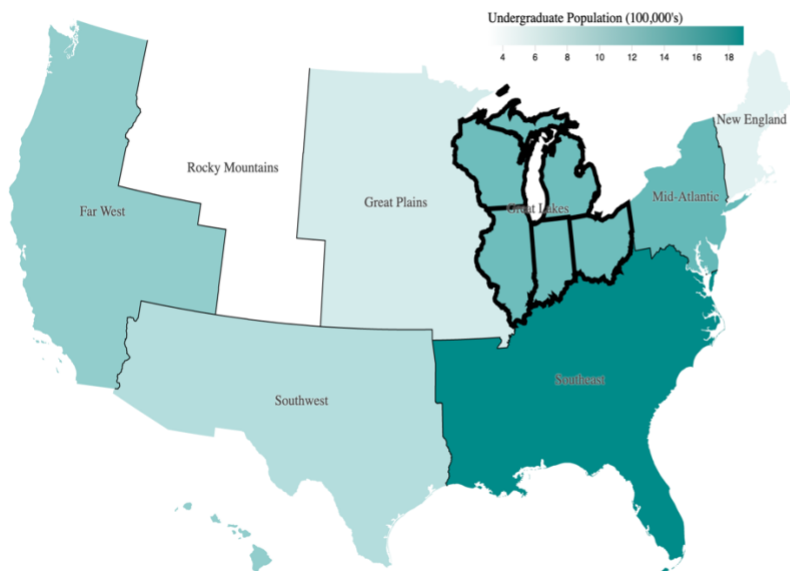 Undergraduate Population (100,000's)
4 6 8 10 12 14 16 18
New England
Rocky Mountains
Mid-Atlantic
Great Plains
Great Lakes
Far West
Southeast
Southwest